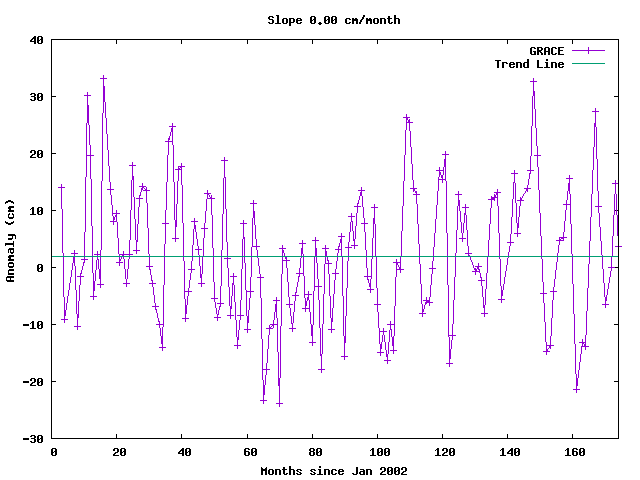 Slope 0.00 cm/month
GRACE
Trend Line
40
30
20
10
0
-10
-20
-30
Anomaly (cm)
0 20 40 60 80 100 120 140 160
Months since Jan 2002